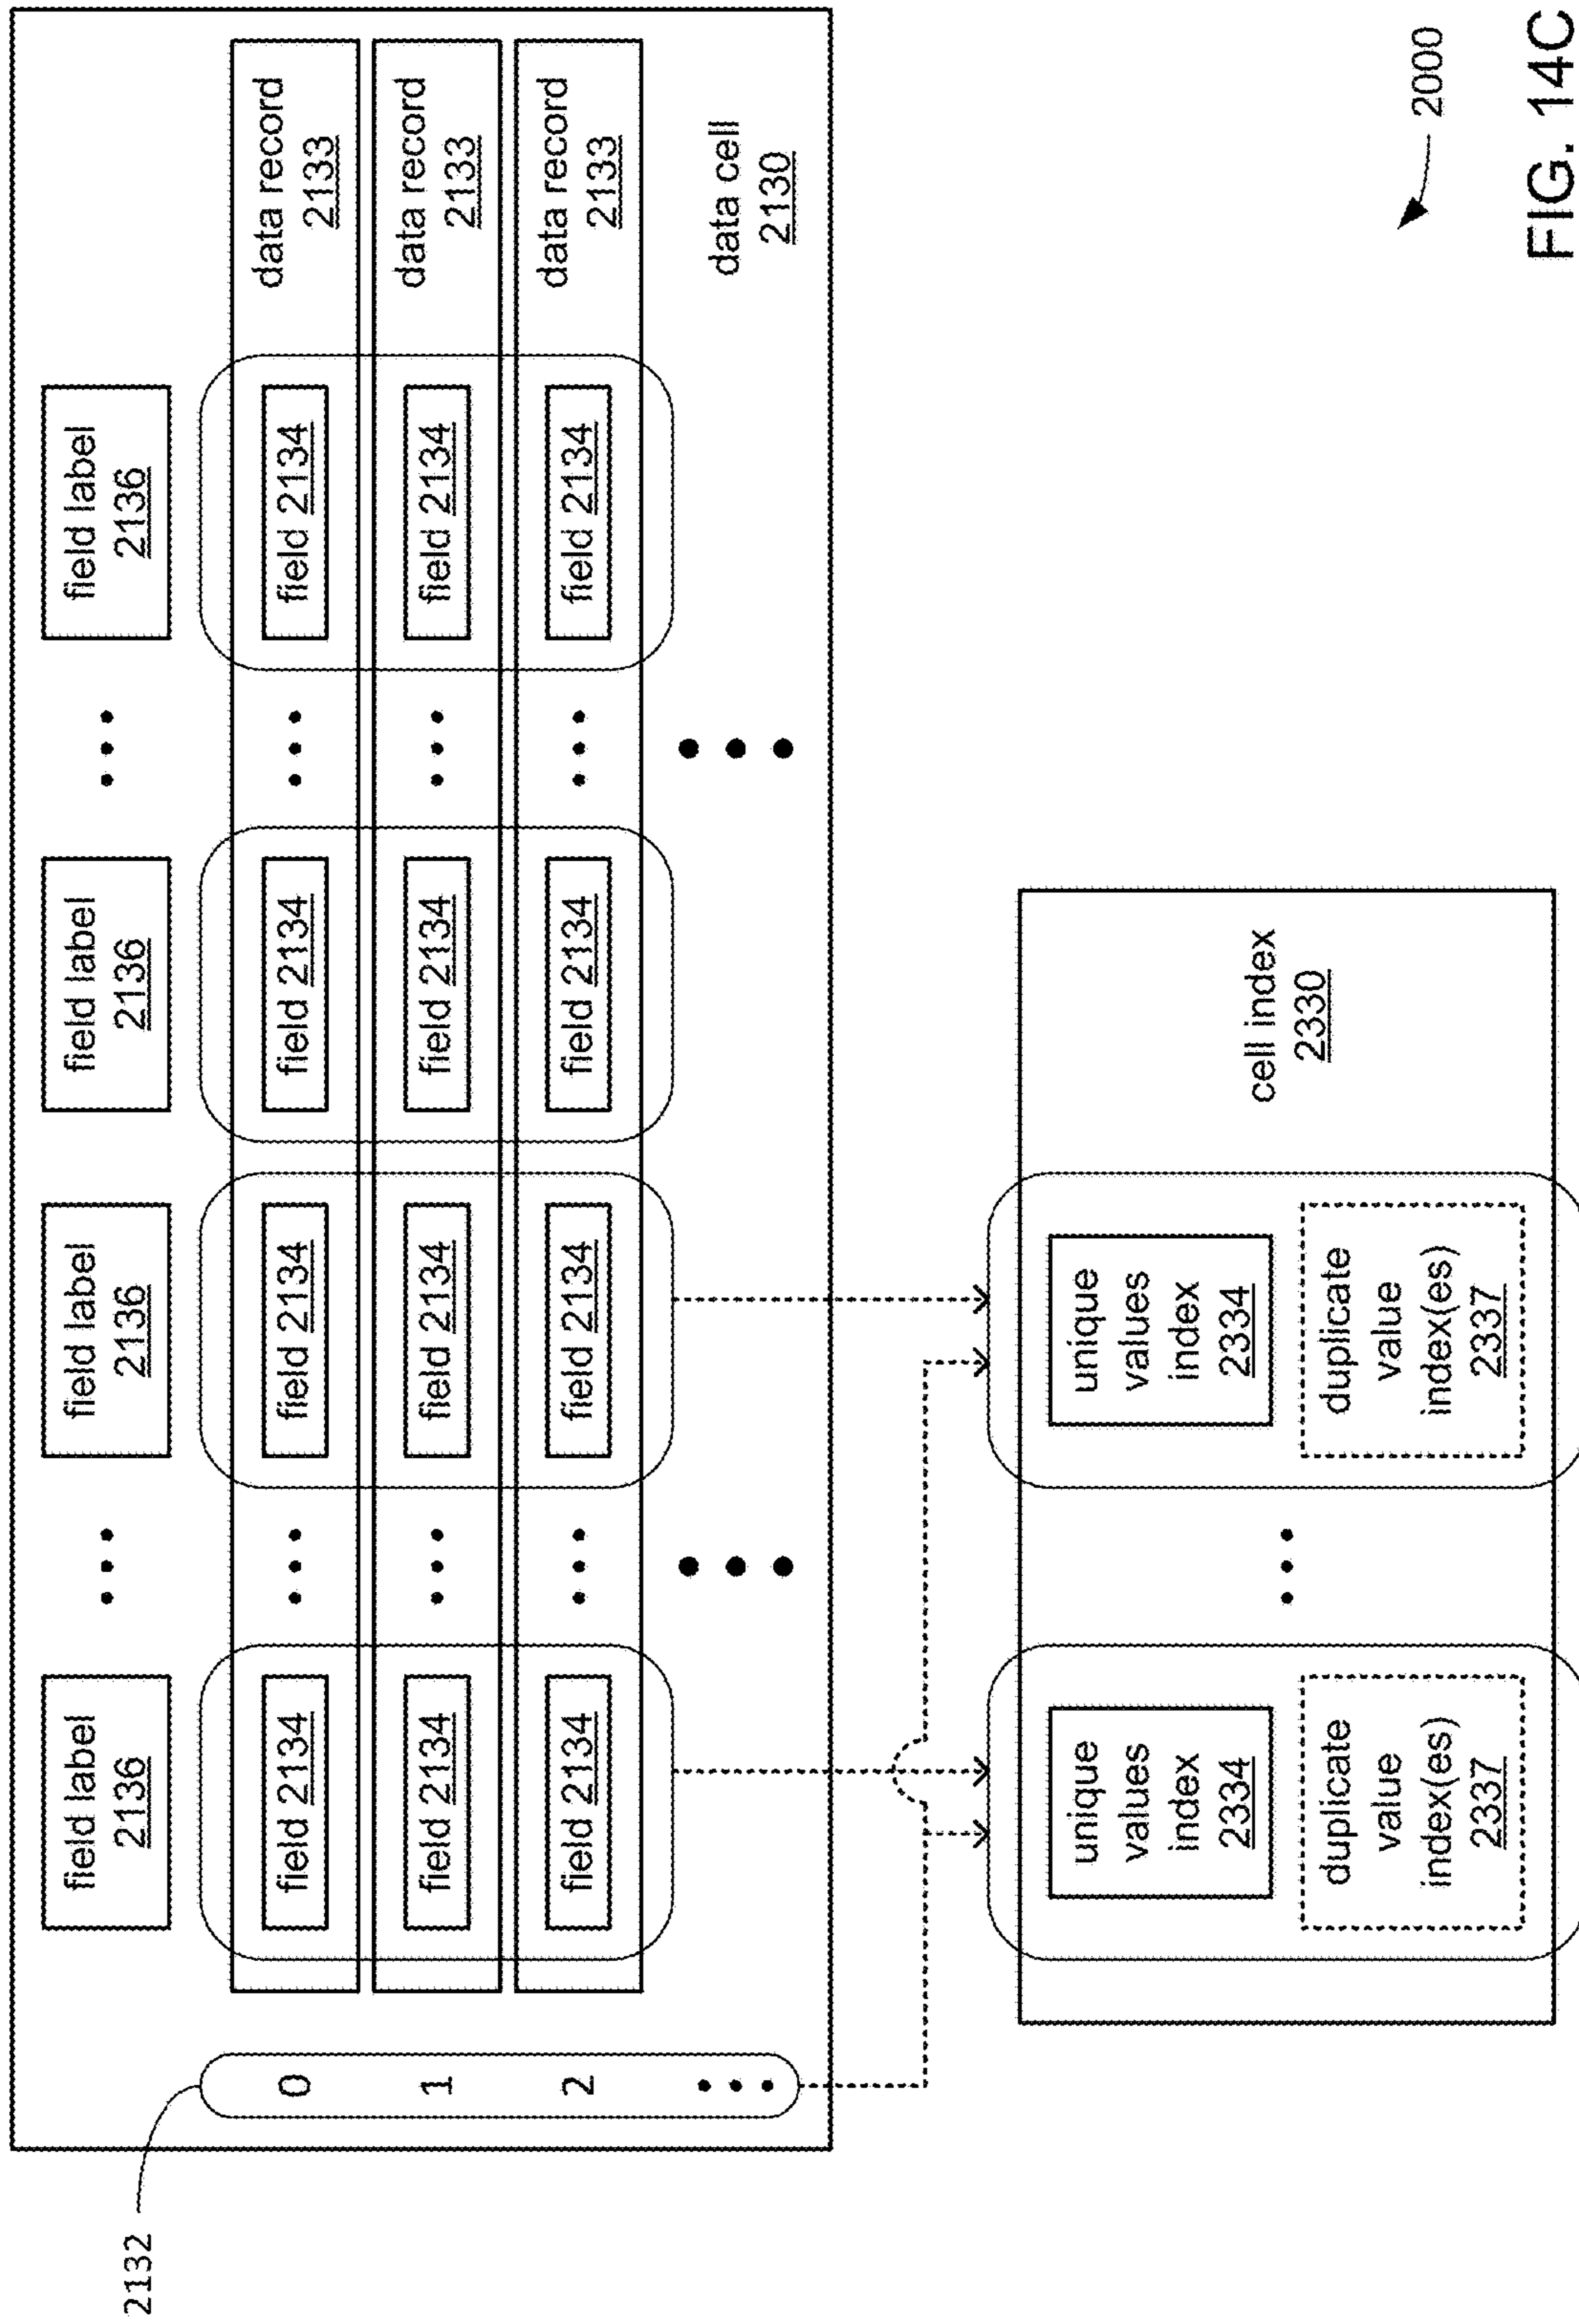 2132
field label
2136
field label
2136
field label
2136
field label
2136
0
field 2134
field 2134
field 2134
field 2134
data record
2133
1
field 2134
field 2134
field 2134
field 2134
data record
2133
2
field 2134
field 2134
field 2134
field 2134
data record
2133
data cell
2130
unique
values
index
2334
duplicate
value
index(es)
2337
unique
values
index
2334
duplicate
value
index(es)
2337
cell index
2330
2000
FIG. 14C